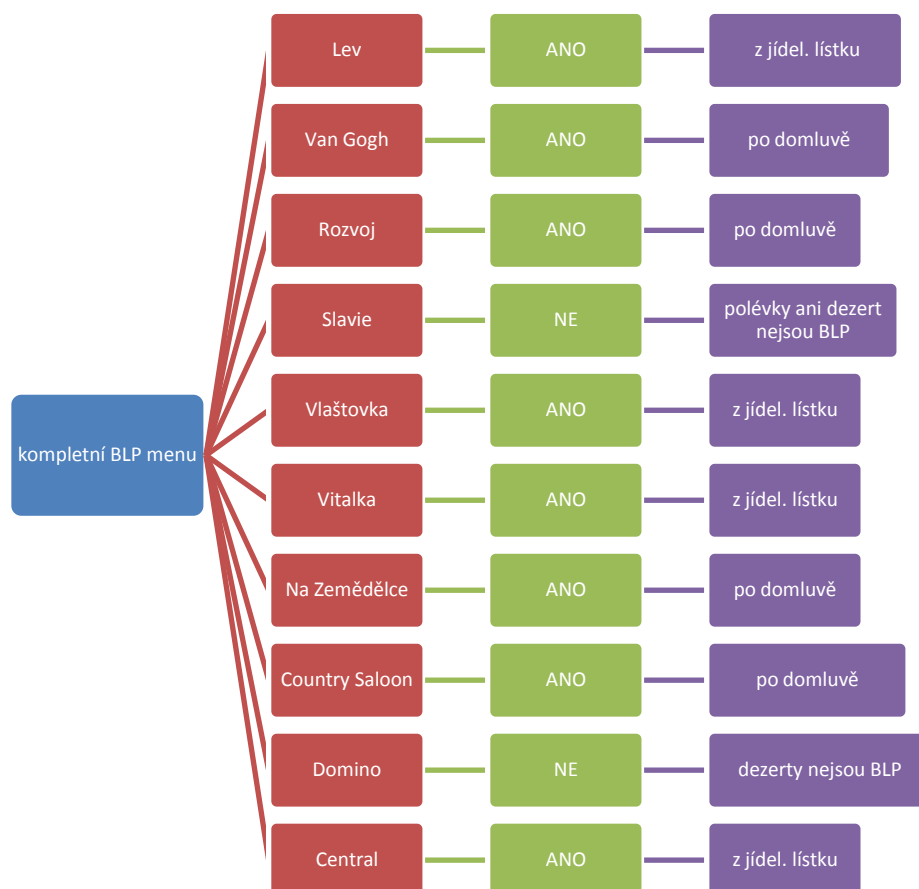 Lev ANO z jídel. lístku
Van Gogh ANO po domluvě
Rozvoj ANO po domluvě
Slavie NE polévky ani dezert
nejsou BLP
kompletní BLP menu
Vlaštovka ANO z jídel. lístku
Vitalka ANO z jídel. lístku
Na Zemědělce ANO po domluvě
Country Saloon ANO po domluvě
Domino NE dezerty nejsou BLP
Central ANO z jídel. lístku